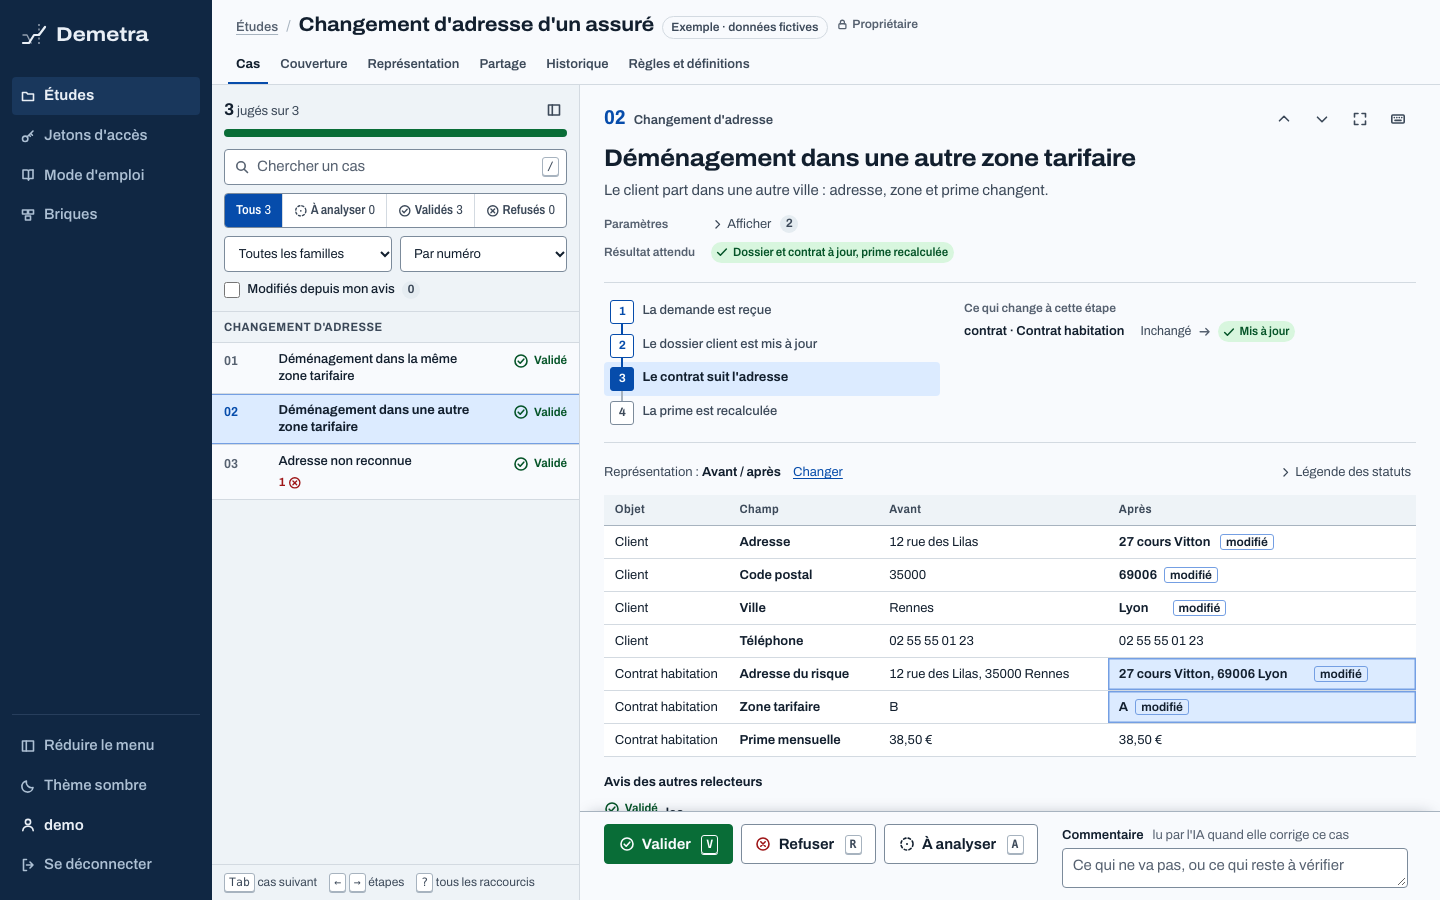 Demetra
Études
Jetons d'accès
Mode d'emploi
Briques
Réduire le menu
Thème sombre
demo
Se déconnecter
Études / Changement d'adresse d'un assuré Exemple · données fictives Propriétaire
Cas Couverture Représentation Partage Historique Règles et définitions
3 jugés sur 3
Chercher un cas /
Tous 3 À analyser 0 Validés 3 Refusés 0
Toutes les familles Par numéro
Modifiés depuis mon avis 0
CHANGEMENT D'ADRESSE
01 Déménagement dans la même Validé
zone tarifaire
02 Déménagement dans une autre Validé
zone tarifaire
03 Adresse non reconnue Validé
1
Tab cas suivant ← → étapes ? tous les raccourcis
02 Changement d'adresse
Déménagement dans une autre zone tarifaire
Le client part dans une autre ville : adresse, zone et prime changent.
Paramètres Afficher 2
Résultat attendu Dossier et contrat à jour, prime recalculée
1 La demande est reçue
2 Le dossier client est mis à jour
3 Le contrat suit l'adresse
4 La prime est recalculée
Ce qui change à cette étape
contrat · Contrat habitation Inchangé → Mis à jour
Représentation : Avant / après Changer Légende des statuts
Objet Champ Avant Après
Client Adresse 12 rue des Lilas 27 cours Vitton modifié
Client Code postal 35000 69006 modifié
Client Ville Rennes Lyon modifié
Client Téléphone 02 55 55 01 23 02 55 55 01 23
Contrat habitation Adresse du risque 12 rue des Lilas, 35000 Rennes 27 cours Vitton, 69006 Lyon modifié
Contrat habitation Zone tarifaire B A modifié
Contrat habitation Prime mensuelle 38,50 € 38,50 €
Avis des autres relecteurs
Validé
Valider V Refuser R À analyser A
Commentaire lu par l'IA quand elle corrige ce cas
Ce qui ne va pas, ou ce qui reste à vérifier